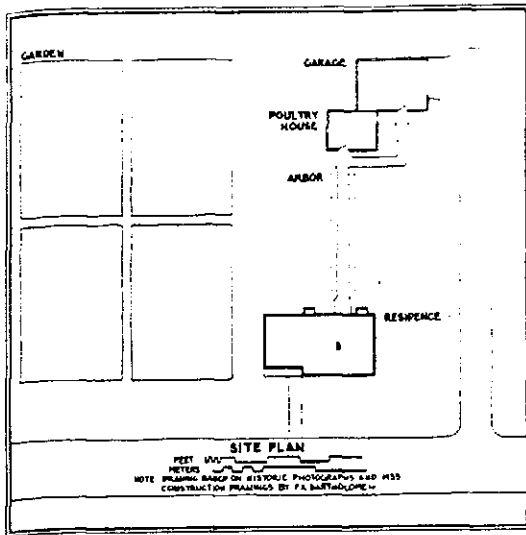 GARDEN
GARAGE
POULTRY
HOUSE
ARBOR
RESIDENCE
SITE PLAN
FEET
METERS
NOTE DRAWING BASED ON HISTORIC PHOTOGRAPHS AND 1935
CONSTRUCTION DRAWINGS BY F.A. BARTHOLOMEW